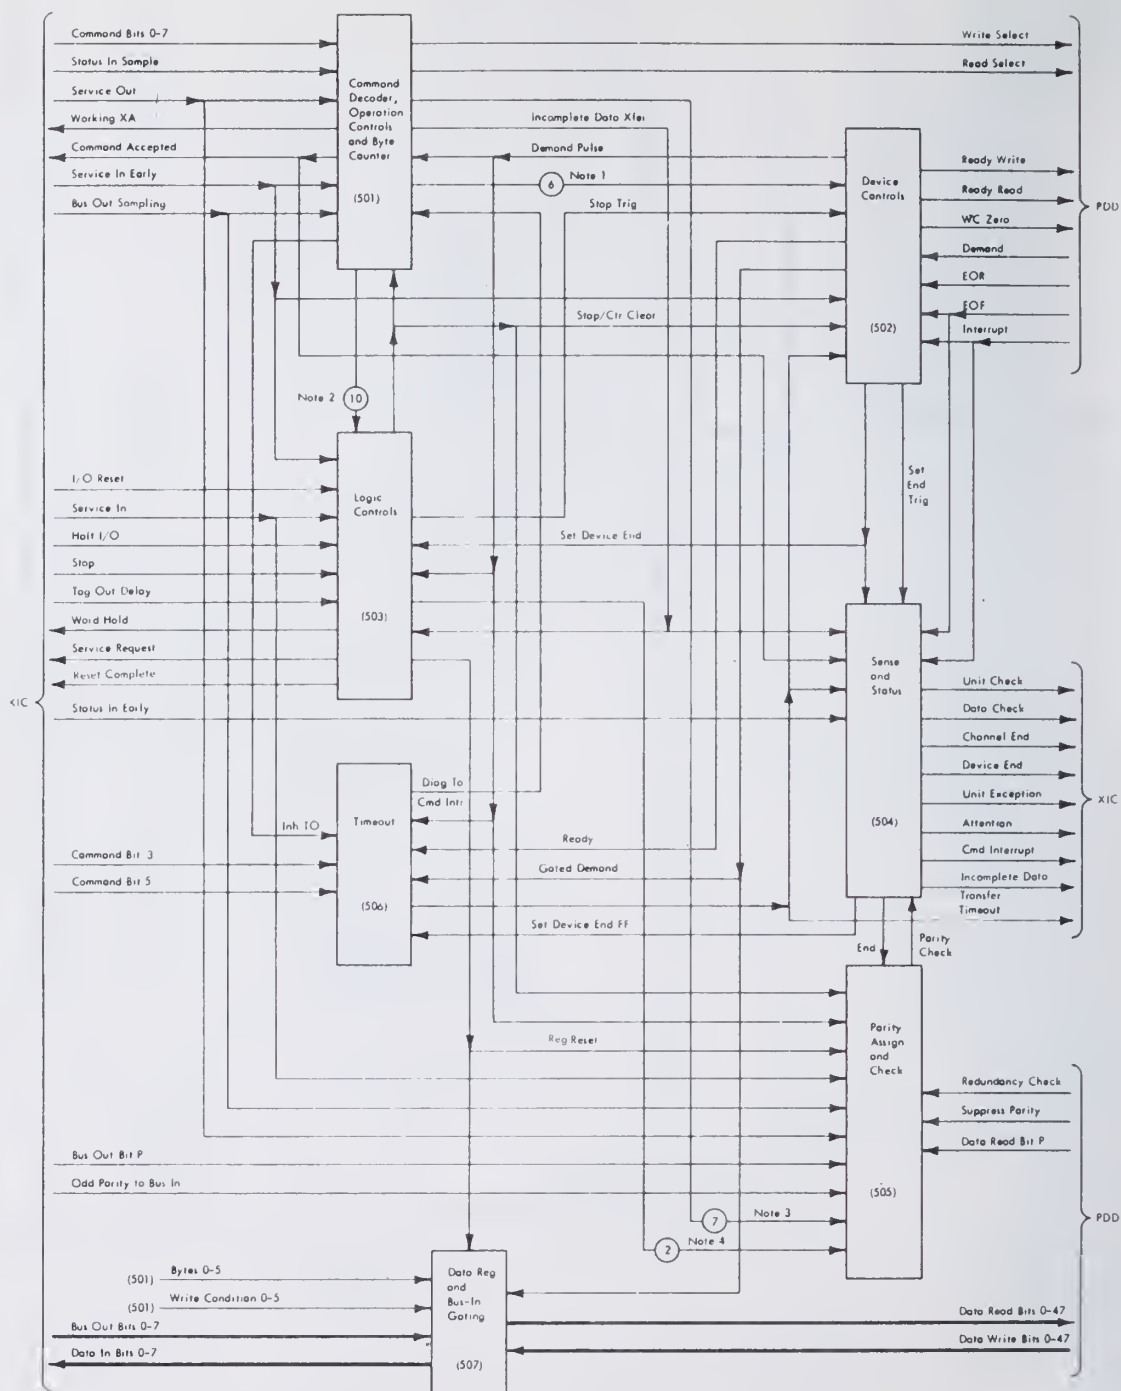 Command Bits 0-7
Status In Sample
Service Out
Working XA
Command Accepted
Service In Early
Bus Out Sampling
Command
Decoder,
Operation
Controls
and Byte
Counter
(501)
Write Select
Read Select
Incomplete Data Xfer
Demand Pulse
6
Note 1
Stop Trig
Stop/Ctr Clear
Device
Controls
(502)
Ready Write
Ready Read
WC Zero
Demand
EOR
EOF
Interrupt
PDD
Note 2
10
I/O Reset
Service In
Halt I/O
Stop
Tag Out Delay
Word Hold
Service Request
Reset Complete
Status In Early
XIC
Logic
Controls
(503)
Set Device End
Set
End
Trig
Sense
and
Status
(504)
Unit Check
Data Check
Channel End
Device End
Unit Exception
Attention
Cmd Interrupt
Incomplete Data
Transfer
Timeout
XIC
Inh TO
Command Bit 3
Command Bit 5
Timeout
(506)
Diag To
Cmd Intr
Ready
Gated Demand
Set Device End FF
End
Parity
Check
Reg Reset
Parity
Assign
and
Check
(505)
Redundancy Check
Suppress Parity
Data Read Bit P
PDD
Bus Out Bit P
Odd Parity to Bus In
7
Note 3
2
Note 4
(501)
Bytes 0-5
(501)
Write Condition 0-5
Bus Out Bits 0-7
Data In Bits 0-7
Data Reg
and
Bus-In
Gating
(507)
Data Read Bits 0-47
Data Write Bits 0-47